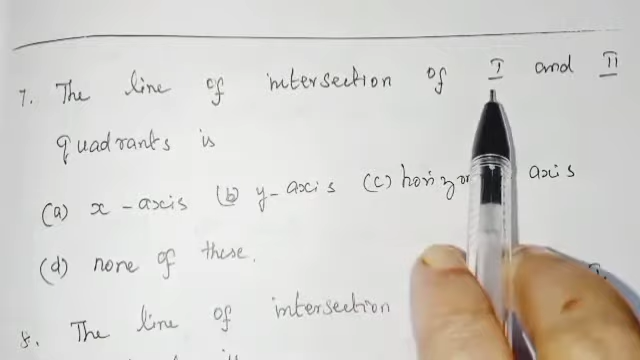 7. The line of intersection of I and II
quadrants is
(a) x-axis (b) y-axis (c) axis
(d) none of these.
8. The line of intersection